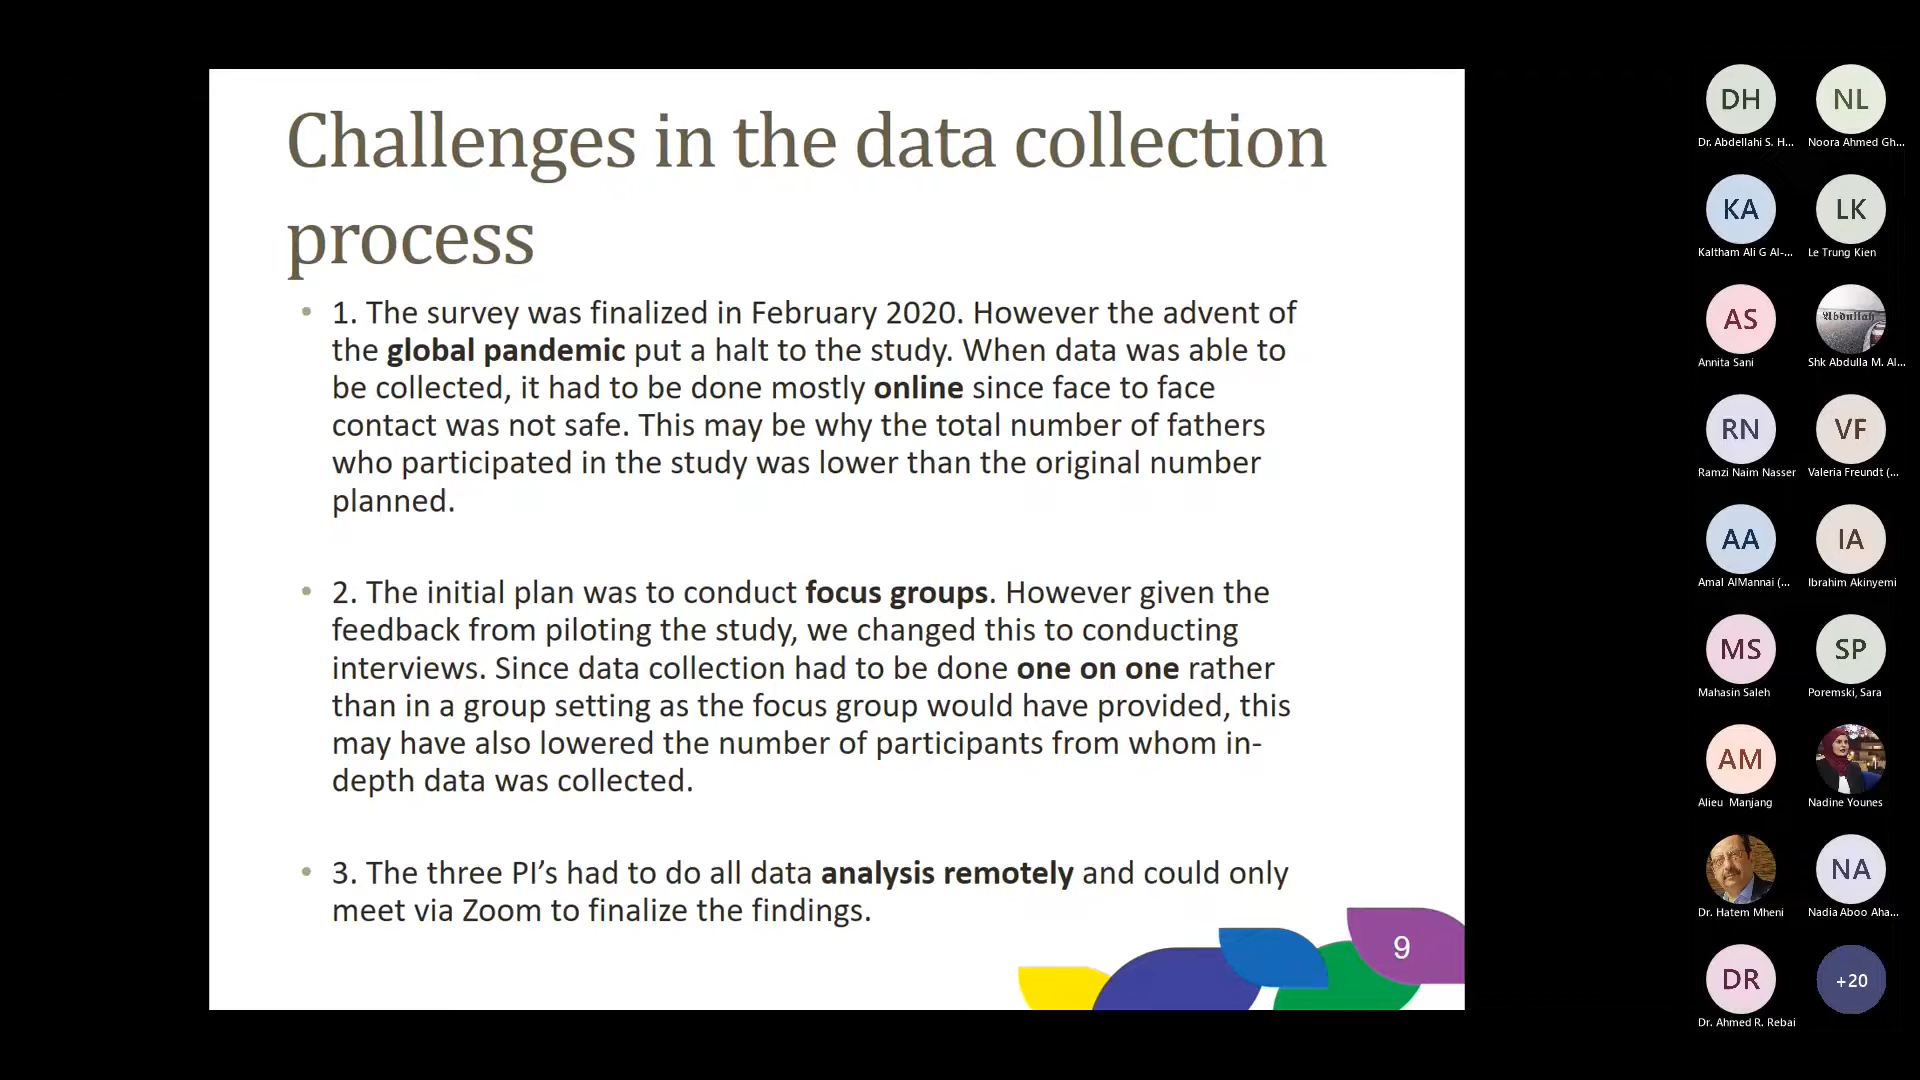 Challenges in the data collection
process
• 1. The survey was finalized in February 2020. However the advent of
the global pandemic put a halt to the study. When data was able to
be collected, it had to be done mostly online since face to face
contact was not safe. This may be why the total number of fathers
who participated in the study was lower than the original number
planned.
• 2. The initial plan was to conduct focus groups. However given the
feedback from piloting the study, we changed this to conducting
interviews. Since data collection had to be done one on one rather
than in a group setting as the focus group would have provided, this
may have also lowered the number of participants from whom in-
depth data was collected.
• 3. The three PI’s had to do all data analysis remotely and could only
meet via Zoom to finalize the findings.
9
DH
NL
Dr. Abdellahi S. H...
Noora Ahmed Gh...
KA
LK
Kaltham Ali G Al-...
Le Trung Kien
AS
Abdullah
Annita Sani
Shk Abdulla M. Al...
RN
VF
Ramzi Naim Nasser
Valeria Freundt (...
AA
IA
Amal AlMannai (...
Ibrahim Akinyemi
MS
SP
Mahasin Saleh
Poremski, Sara
AM
Alieu Manjang
Nadine Younes
NA
Dr. Hatem Mheni
Nadia Aboo Aha...
DR
+20
Dr. Ahmed R. Rebai